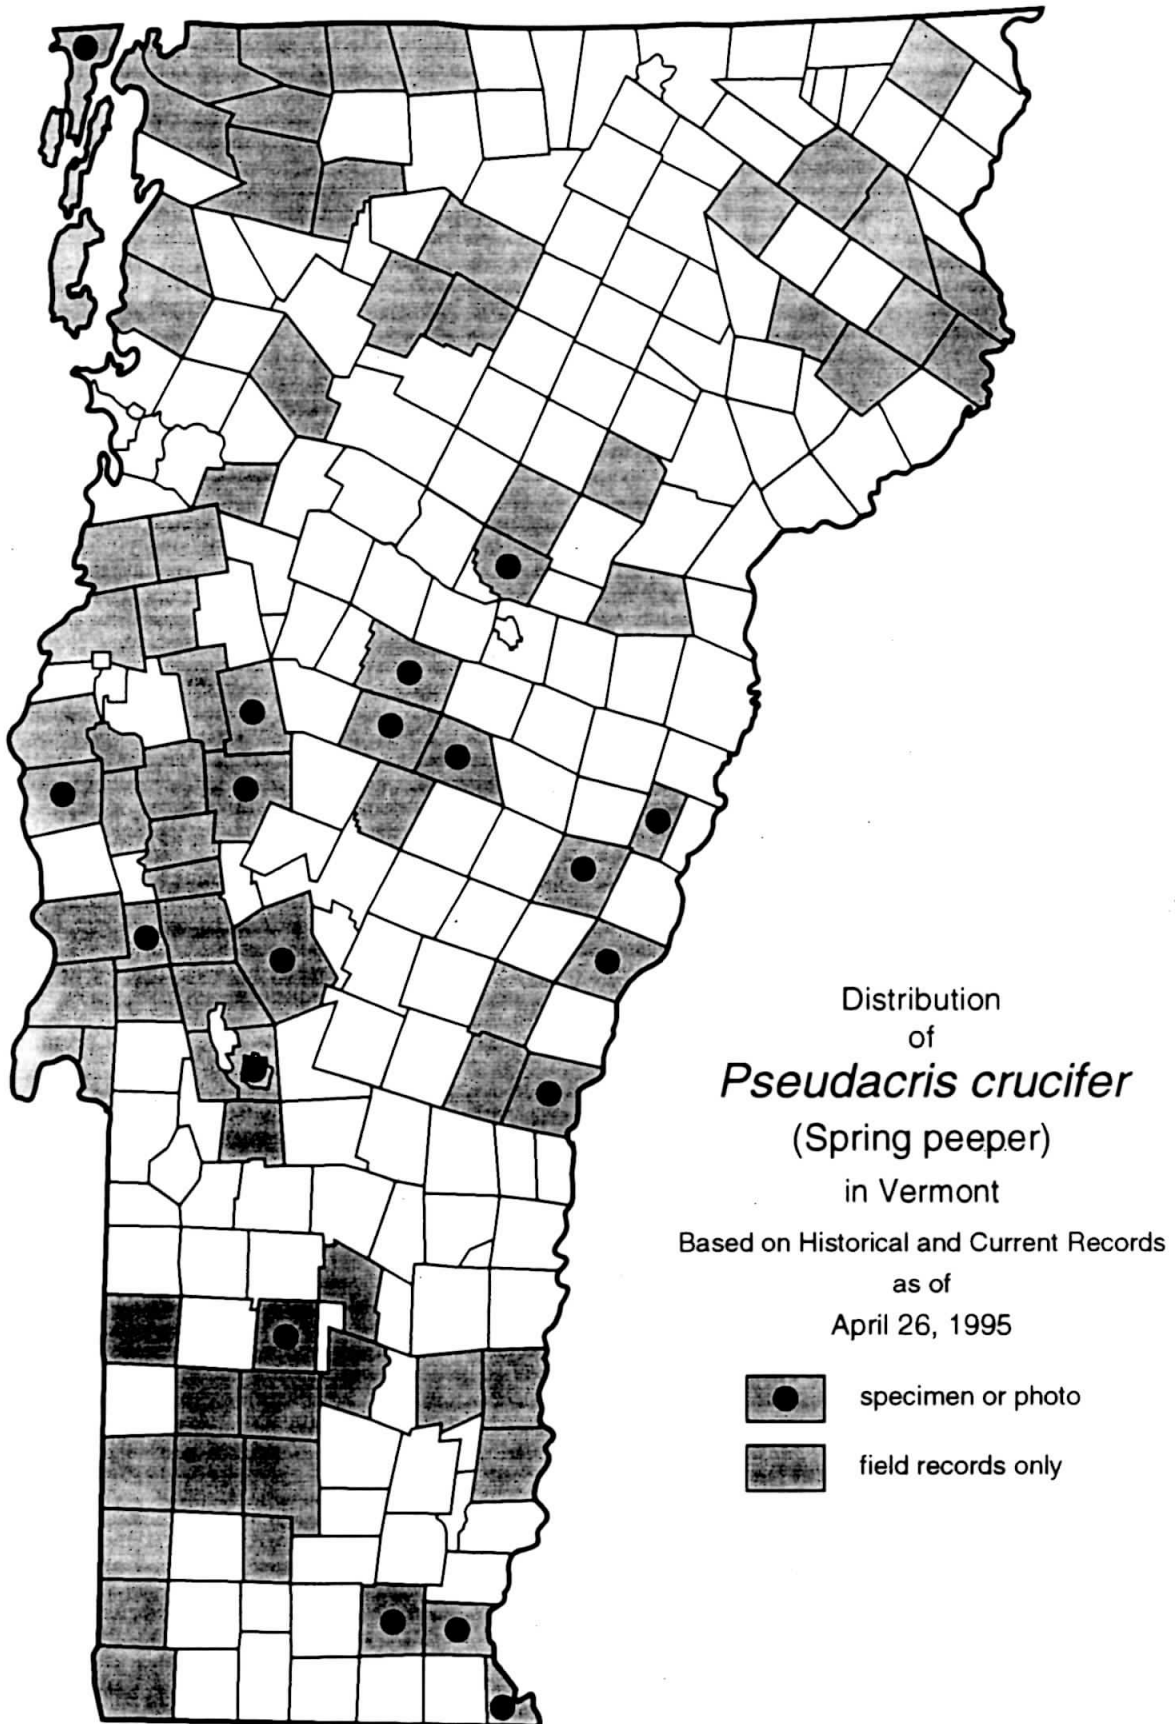 Distribution
of
Pseudacris crucifer
(Spring peeper)
in Vermont
Based on Historical and Current Records
as of
April 26, 1995
specimen or photo
field records only